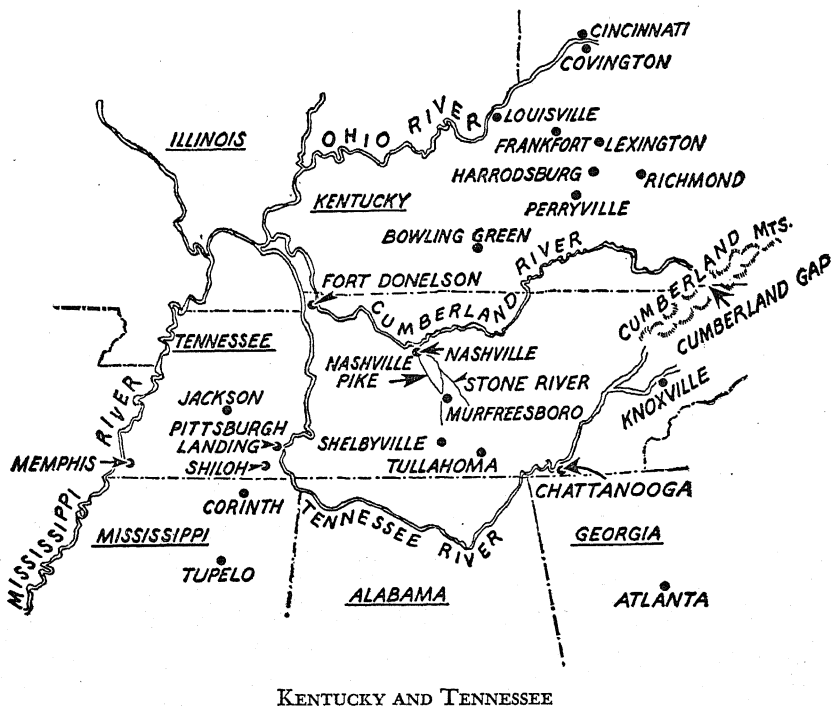 CINCINNATI
COVINGTON
LOUISVILLE
OHIO RIVER
ILLINOIS
FRANKFORT
LEXINGTON
HARRODSBURG
RICHMOND
KENTUCKY
PERRYVILLE
BOWLING GREEN
CUMBERLAND MTS.
FORT DONELSON
CUMBERLAND RIVER
CUMBERLAND GAP
TENNESSEE
NASHVILLE
NASHVILLE
PIKE
STONE RIVER
KNOXVILLE
JACKSON
MURFREESBORO
PITTSBURGH
LANDING
SHELBYVILLE
MEMPHIS
SHILOH
TULLAHOMA
CHATTANOOGA
CORINTH
TENNESSEE RIVER
MISSISSIPPI RIVER
MISSISSIPPI
GEORGIA
TUPELO
ALABAMA
ATLANTA
KENTUCKY AND TENNESSEE